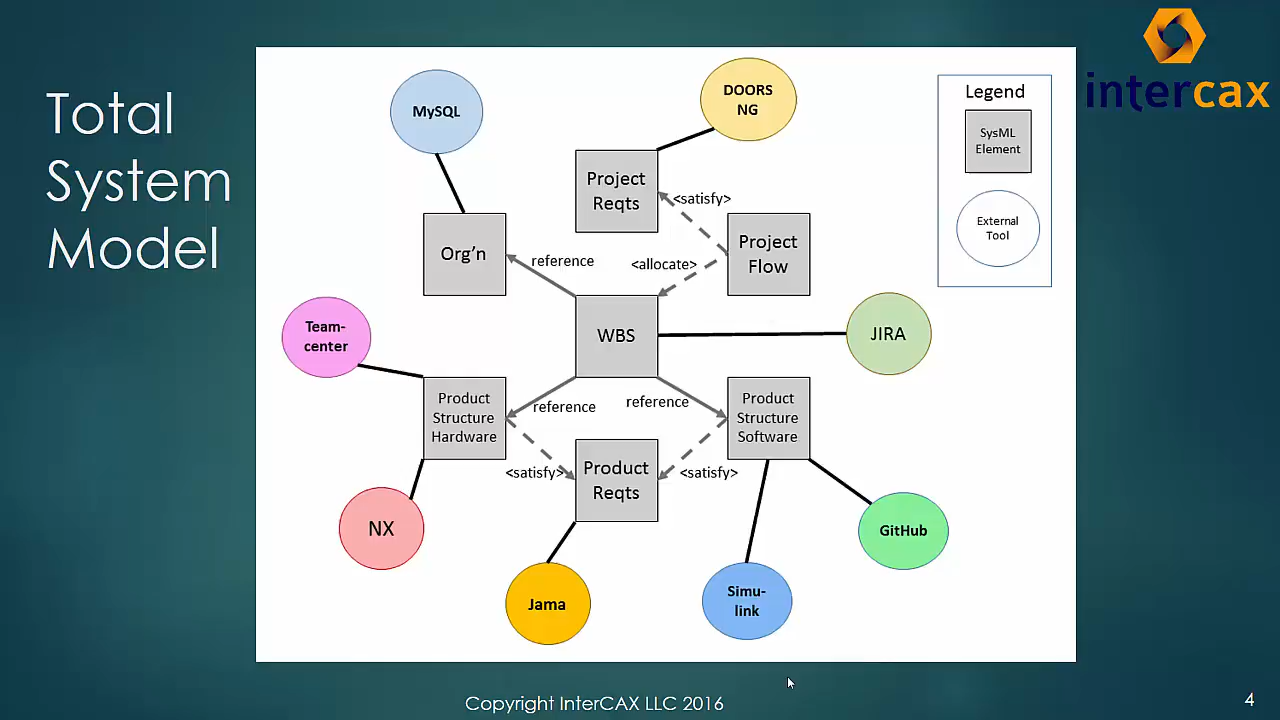 Total
System
Model
intercax
MySQL
DOORS
NG
Legend
SysML
Element
External
Tool
Project
Reqts
<satisfy>
Org'n
reference
<allocate>
Project
Flow
Team-
center
WBS
JIRA
Product
Structure
Hardware
reference
reference
Product
Structure
Software
<satisfy>
Product
Reqts
<satisfy>
NX
GitHub
Jama
Simu-
link
Copyright InterCAX LLC 2016
4